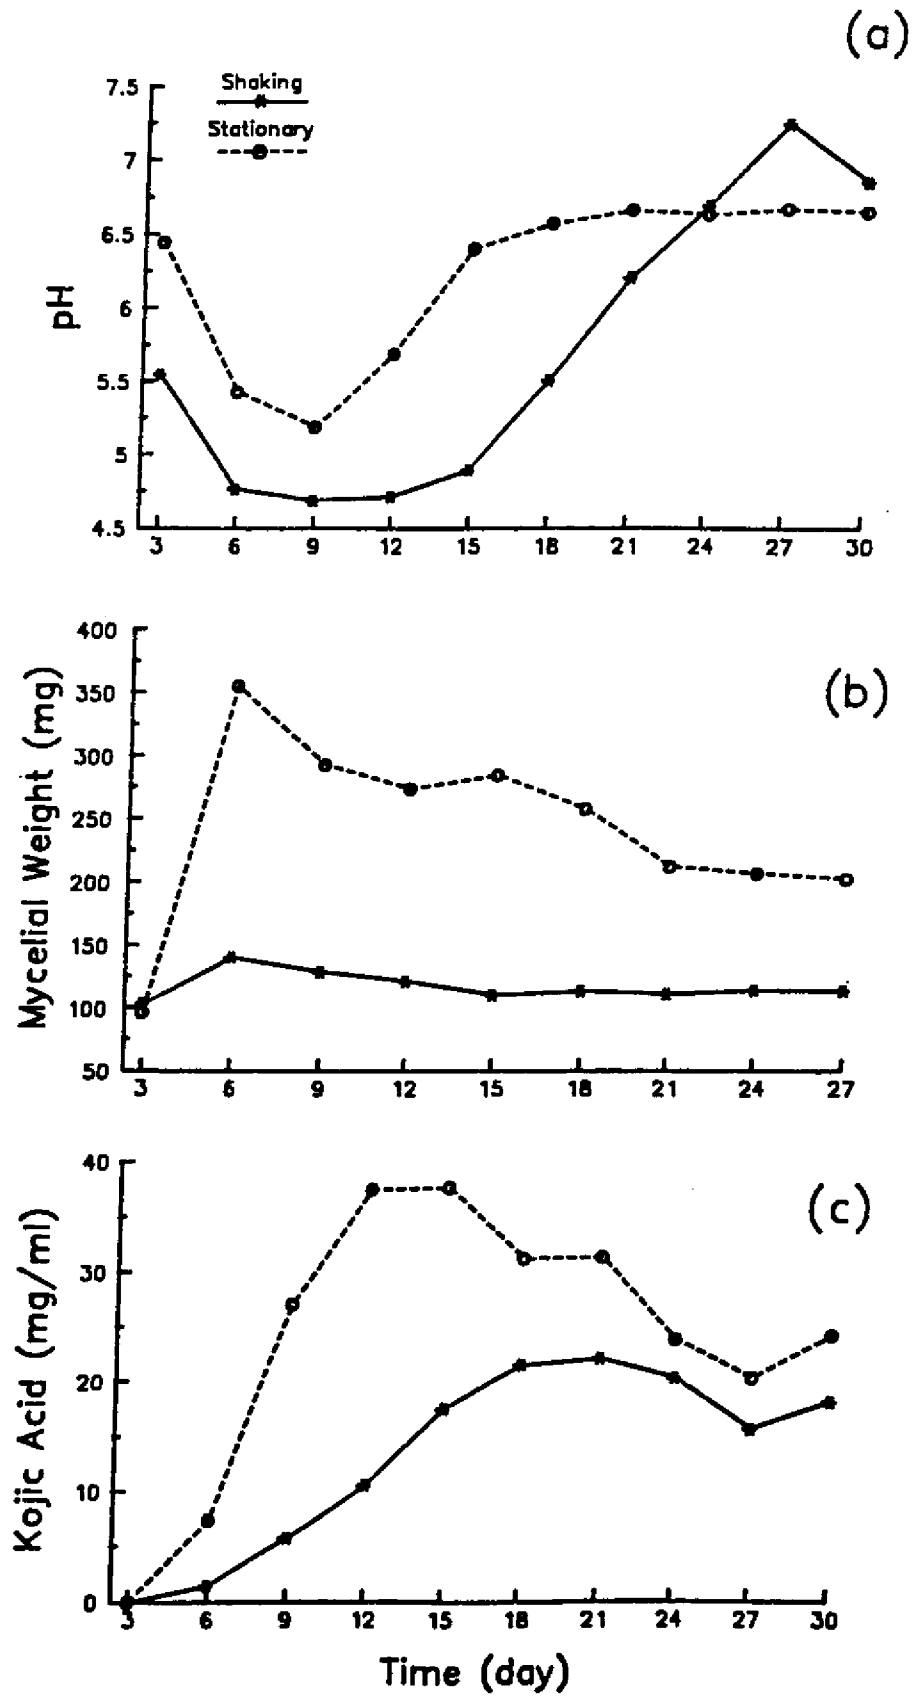 (a)
Shaking
Stationary
7.5
7
6.5
6
5.5
5
4.5
pH
3 6 9 12 15 18 21 24 27 30
(b)
400
350
300
250
200
150
100
50
Mycelial Weight (mg)
3 6 9 12 15 18 21 24 27
(c)
40
30
20
10
0
Kojic Acid (mg/ml)
3 6 9 12 15 18 21 24 27 30
Time (day)